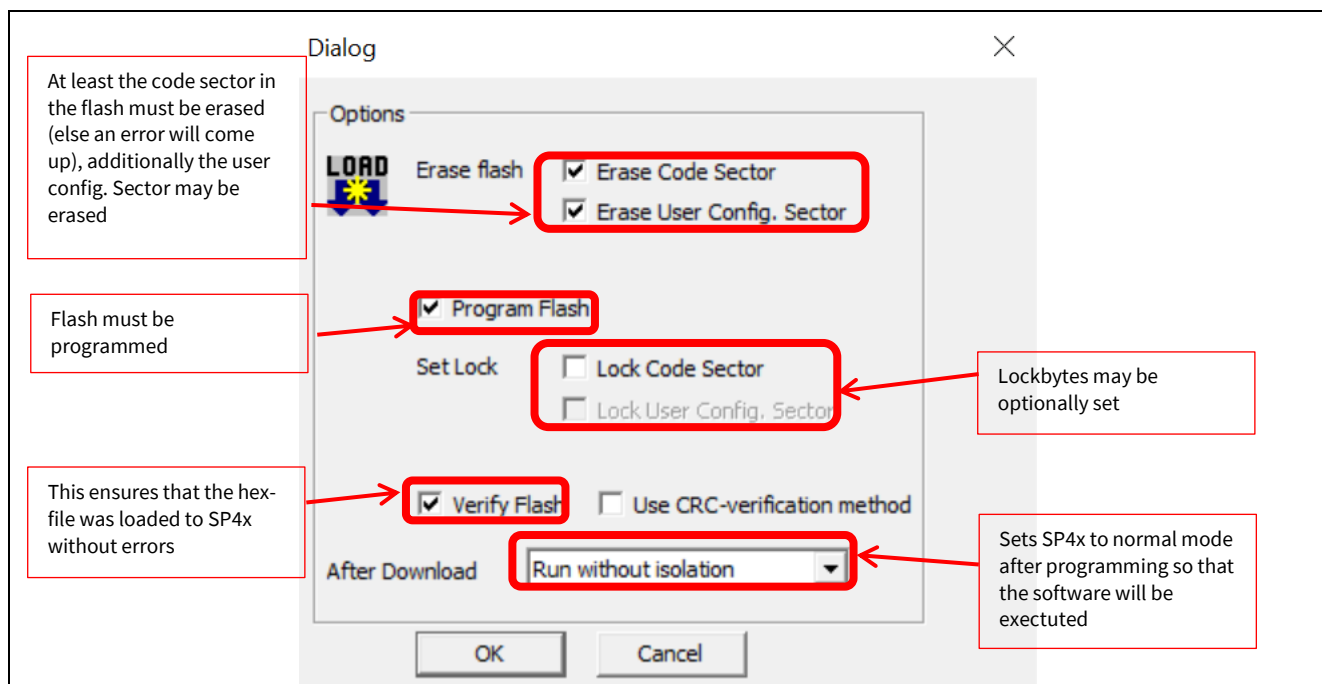 Dialog
At least the code sector in
the flash must be erased
(else an error will come
up), additionally the user
config. Sector may be
erased
Options
LOAD
Erase flash
Erase Code Sector
Erase User Config. Sector
Flash must be
programmed
Program Flash
Set Lock
Lock Code Sector
Lock User Config. Sector
Lockbytes may be
optionally set
This ensures that the hex-
file was loaded to SP4x
without errors
Verify Flash
Use CRC-verification method
After Download
Run without isolation
Sets SP4x to normal mode
after programming so that
the software will be
exectuted
OK
Cancel